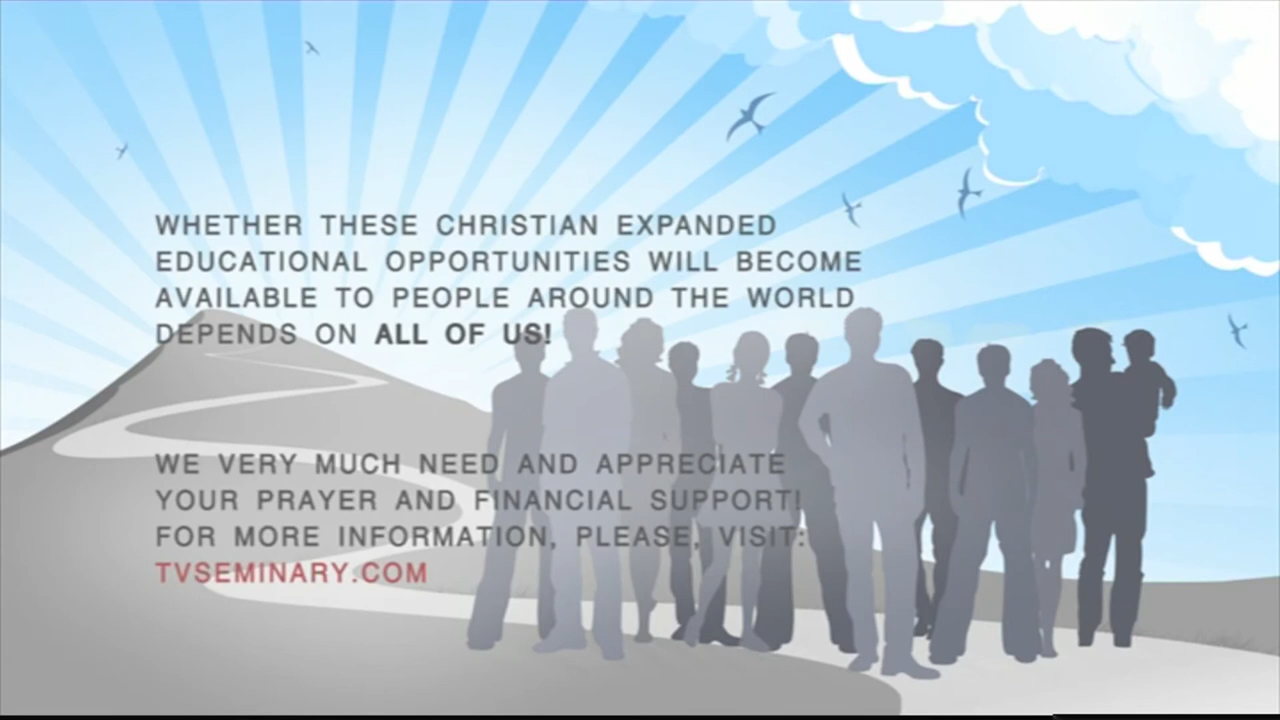 WHETHER THESE CHRISTIAN EXPANDED
EDUCATIONAL OPPORTUNITIES WILL BECOME
AVAILABLE TO PEOPLE AROUND THE WORLD
DEPENDS ON ALL OF US!
WE VERY MUCH NEED AND APPRECIATE
YOUR PRAYER AND FINANCIAL SUPPORT!
FOR MORE INFORMATION, PLEASE, VISIT:
TVSEMINARY.COM